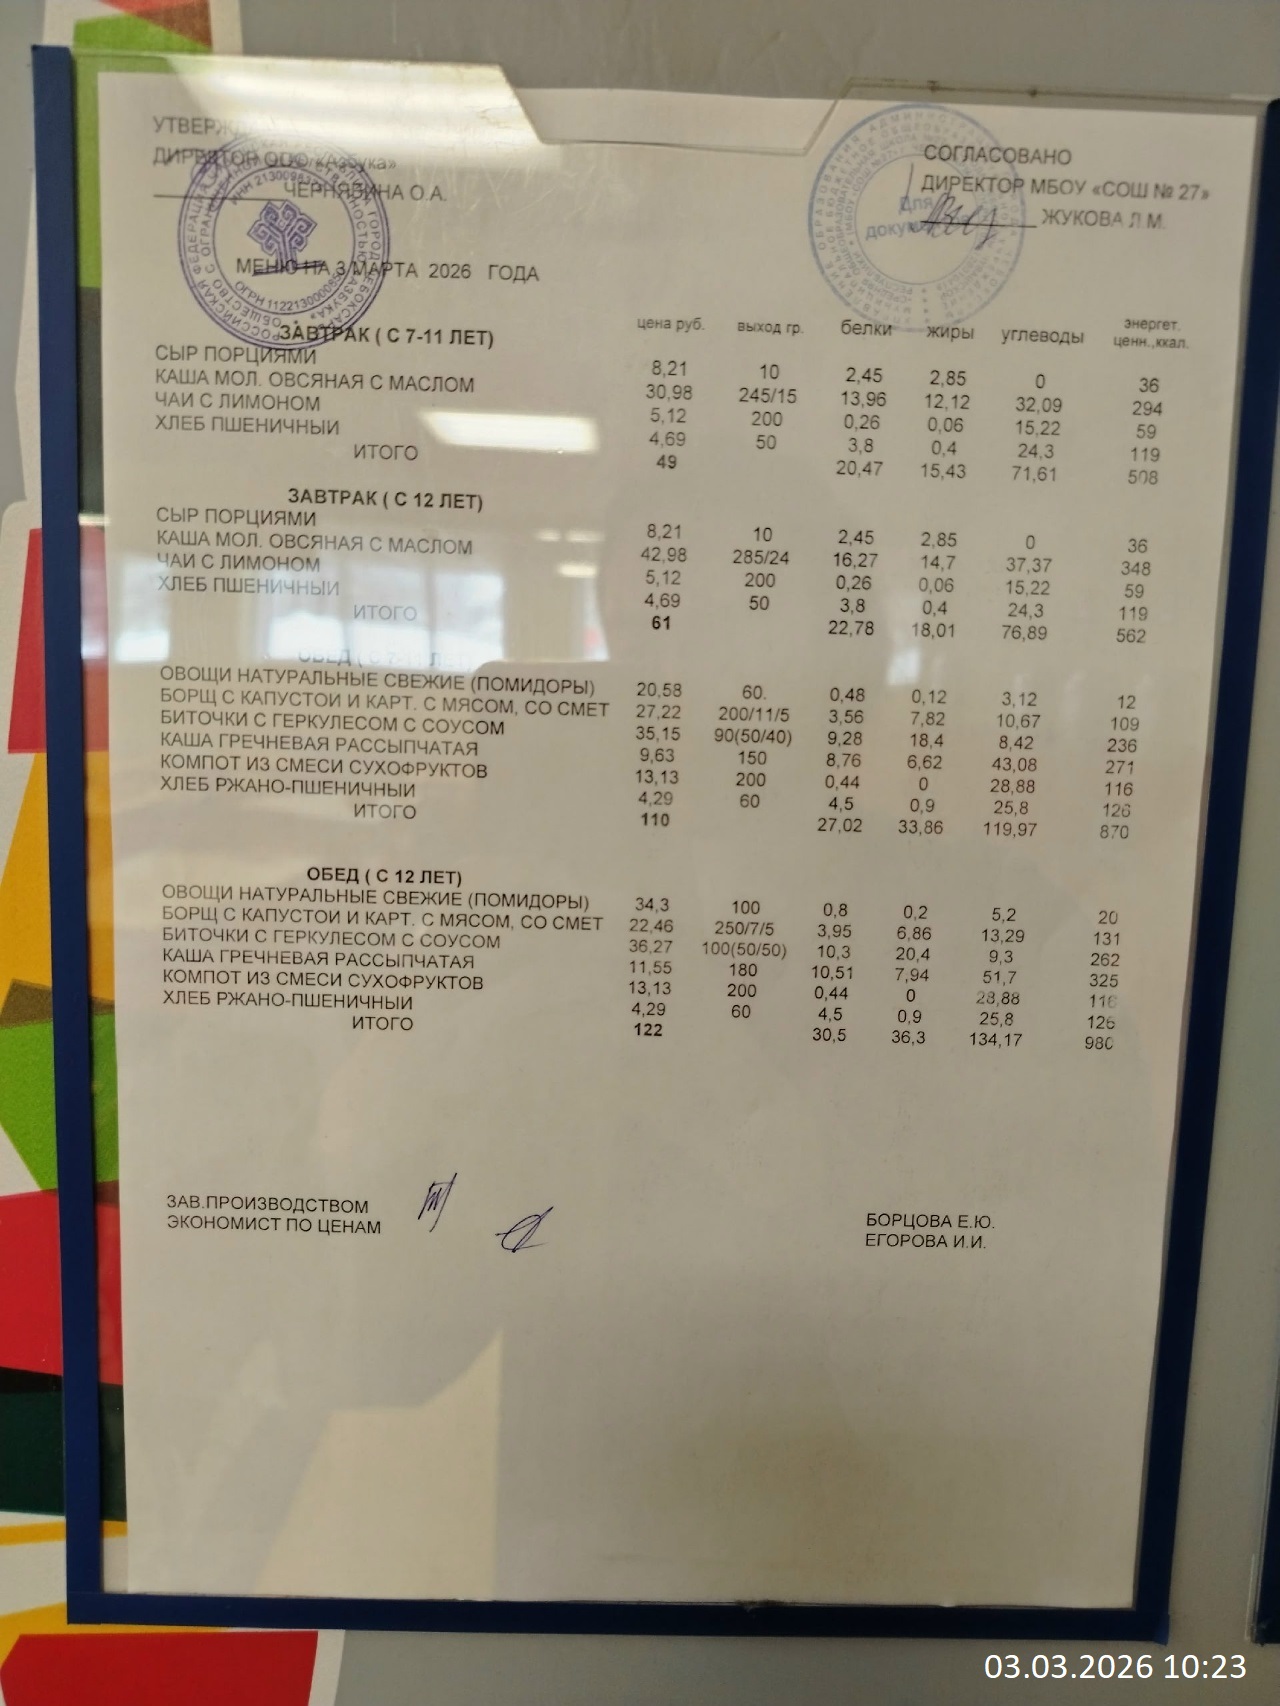 УТВЕРЖД
ДИРЕКТОР ООО «Азбука»
ЧЕРНЯВИНА О.А.
СОГЛАСОВАНО
ДИРЕКТОР МБОУ «СОШ № 27»
ЖУКОВА Л.М.
МЕНЮ НА 3 МАРТА 2026 ГОДА
ЗАВТРАК ( С 7-11 ЛЕТ) цена руб. выход гр. белки жиры углеводы энергет. ценн.,ккал.
СЫР ПОРЦИЯМИ 8,21 10 2,45 2,85 0 36
КАША МОЛ. ОВСЯНАЯ С МАСЛОМ 30,98 245/15 13,96 12,12 32,09 294
ЧАЙ С ЛИМОНОМ 5,12 200 0,26 0,06 15,22 59
ХЛЕБ ПШЕНИЧНЫЙ 4,69 50 3,8 0,4 24,3 119
ИТОГО 49 20,47 15,43 71,61 508
ЗАВТРАК ( С 12 ЛЕТ)
СЫР ПОРЦИЯМИ 8,21 10 2,45 2,85 0 36
КАША МОЛ. ОВСЯНАЯ С МАСЛОМ 42,98 285/24 16,27 14,7 37,37 348
ЧАЙ С ЛИМОНОМ 5,12 200 0,26 0,06 15,22 59
ХЛЕБ ПШЕНИЧНЫЙ 4,69 50 3,8 0,4 24,3 119
ИТОГО 61 22,78 18,01 76,89 562
ОБЕД ( С 7-11 ЛЕТ)
ОВОЩИ НАТУРАЛЬНЫЕ СВЕЖИЕ (ПОМИДОРЫ) 20,58 60. 0,48 0,12 3,12 12
БОРЩ С КАПУСТОЙ И КАРТ. С МЯСОМ, СО СМЕТ 27,22 200/11/5 3,56 7,82 10,67 109
БИТОЧКИ С ГЕРКУЛЕСОМ С СОУСОМ 35,15 90(50/40) 9,28 18,4 8,42 236
КАША ГРЕЧНЕВАЯ РАССЫПЧАТАЯ 9,63 150 8,76 6,62 43,08 271
КОМПОТ ИЗ СМЕСИ СУХОФРУКТОВ 13,13 200 0,44 0 28,88 116
ХЛЕБ РЖАНО-ПШЕНИЧНЫЙ 4,29 60 4,5 0,9 25,8 126
ИТОГО 110 27,02 33,86 119,97 870
ОБЕД ( С 12 ЛЕТ)
ОВОЩИ НАТУРАЛЬНЫЕ СВЕЖИЕ (ПОМИДОРЫ) 34,3 100 0,8 0,2 5,2 20
БОРЩ С КАПУСТОЙ И КАРТ. С МЯСОМ, СО СМЕТ 22,46 250/7/5 3,95 6,86 13,29 131
БИТОЧКИ С ГЕРКУЛЕСОМ С СОУСОМ 36,27 100(50/50) 10,3 20,4 9,3 262
КАША ГРЕЧНЕВАЯ РАССЫПЧАТАЯ 11,55 180 10,51 7,94 51,7 325
КОМПОТ ИЗ СМЕСИ СУХОФРУКТОВ 13,13 200 0,44 0 28,88 116
ХЛЕБ РЖАНО-ПШЕНИЧНЫЙ 4,29 60 4,5 0,9 25,8 126
ИТОГО 122 30,5 36,3 134,17 980
ЗАВ.ПРОИЗВОДСТВОМ БОРЦОВА Е.Ю.
ЭКОНОМИСТ ПО ЦЕНАМ ЕГОРОВА И.И.
03.03.2026 10:23